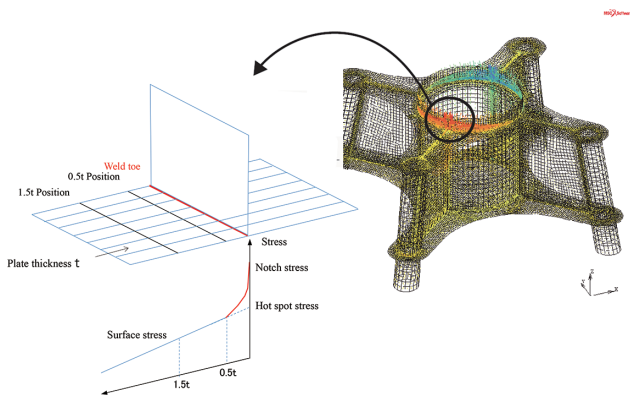 Weld toe
0.5t Position
1.5t Position
Plate thickness t
Stress
Notch stress
Hot spot stress
Surface stress
0.5t
1.5t
Z
Y
X